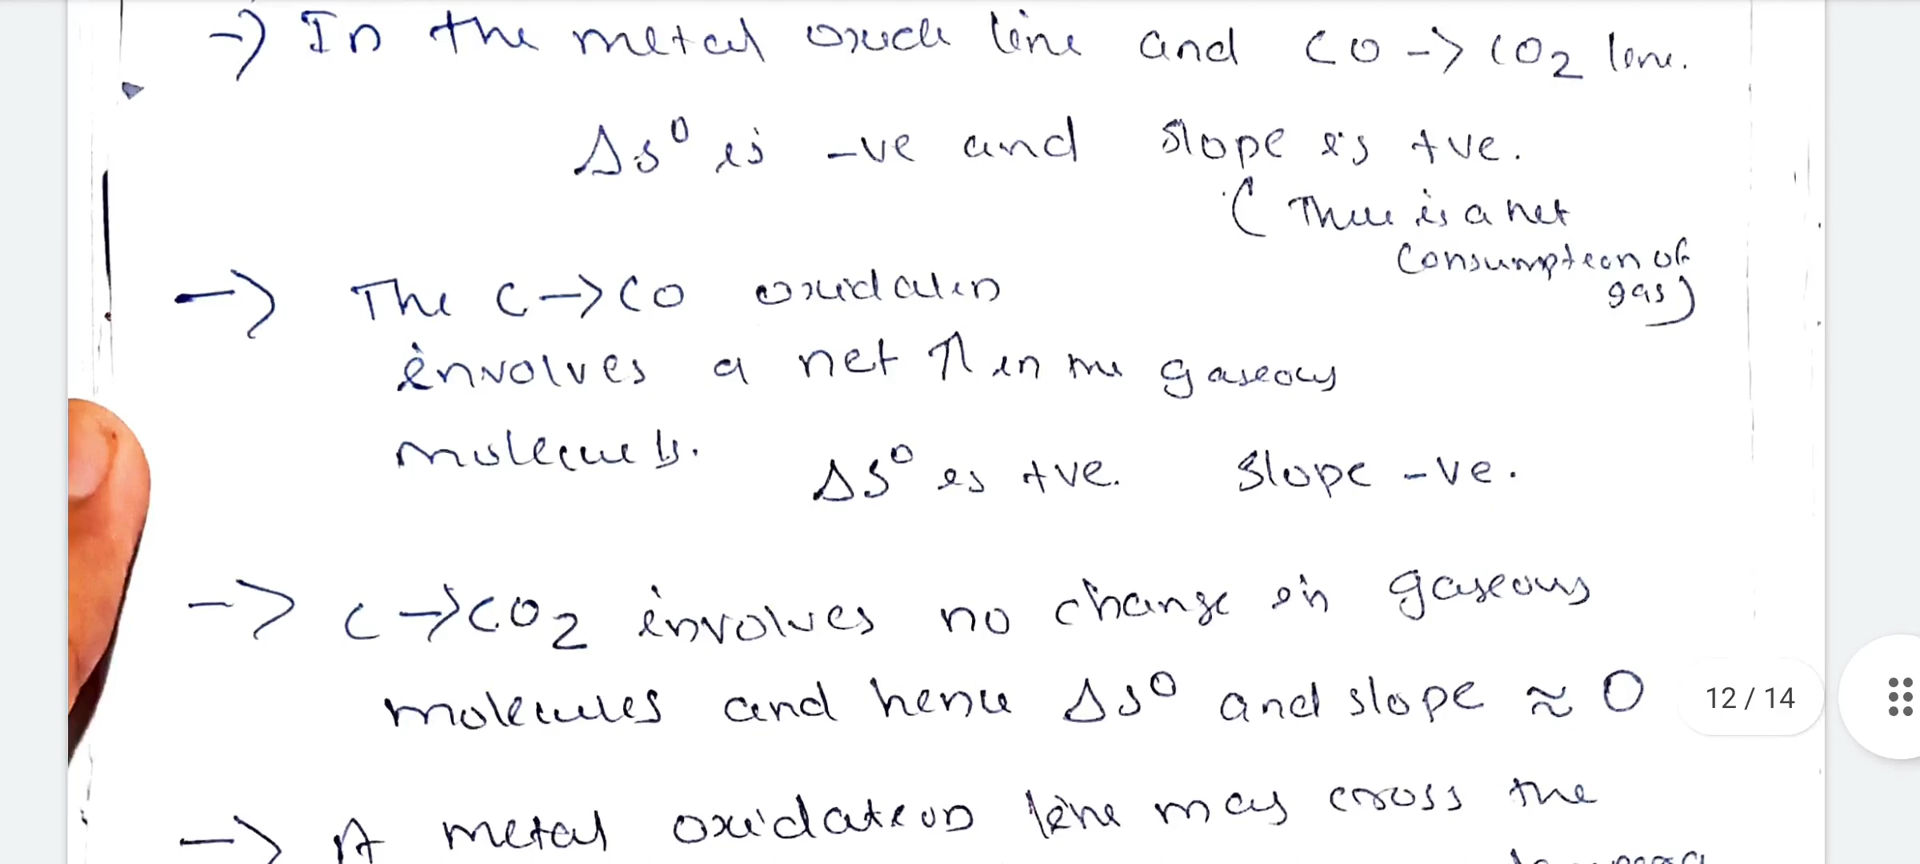 -> In the metal oxide line and CO -> CO2 line.
ΔS⁰ is -ve and slope is +ve.
( There is a net
consumption of
gas)
-> The C -> CO oxidation
involves a net ↑ in the gaseous
molecules.
ΔS⁰ is +ve. Slope -ve.
-> C -> CO2 involves no change in gaseous
molecules and hence ΔS⁰ and slope ≈ 0
12 / 14
-> A metal oxidation line may cross the